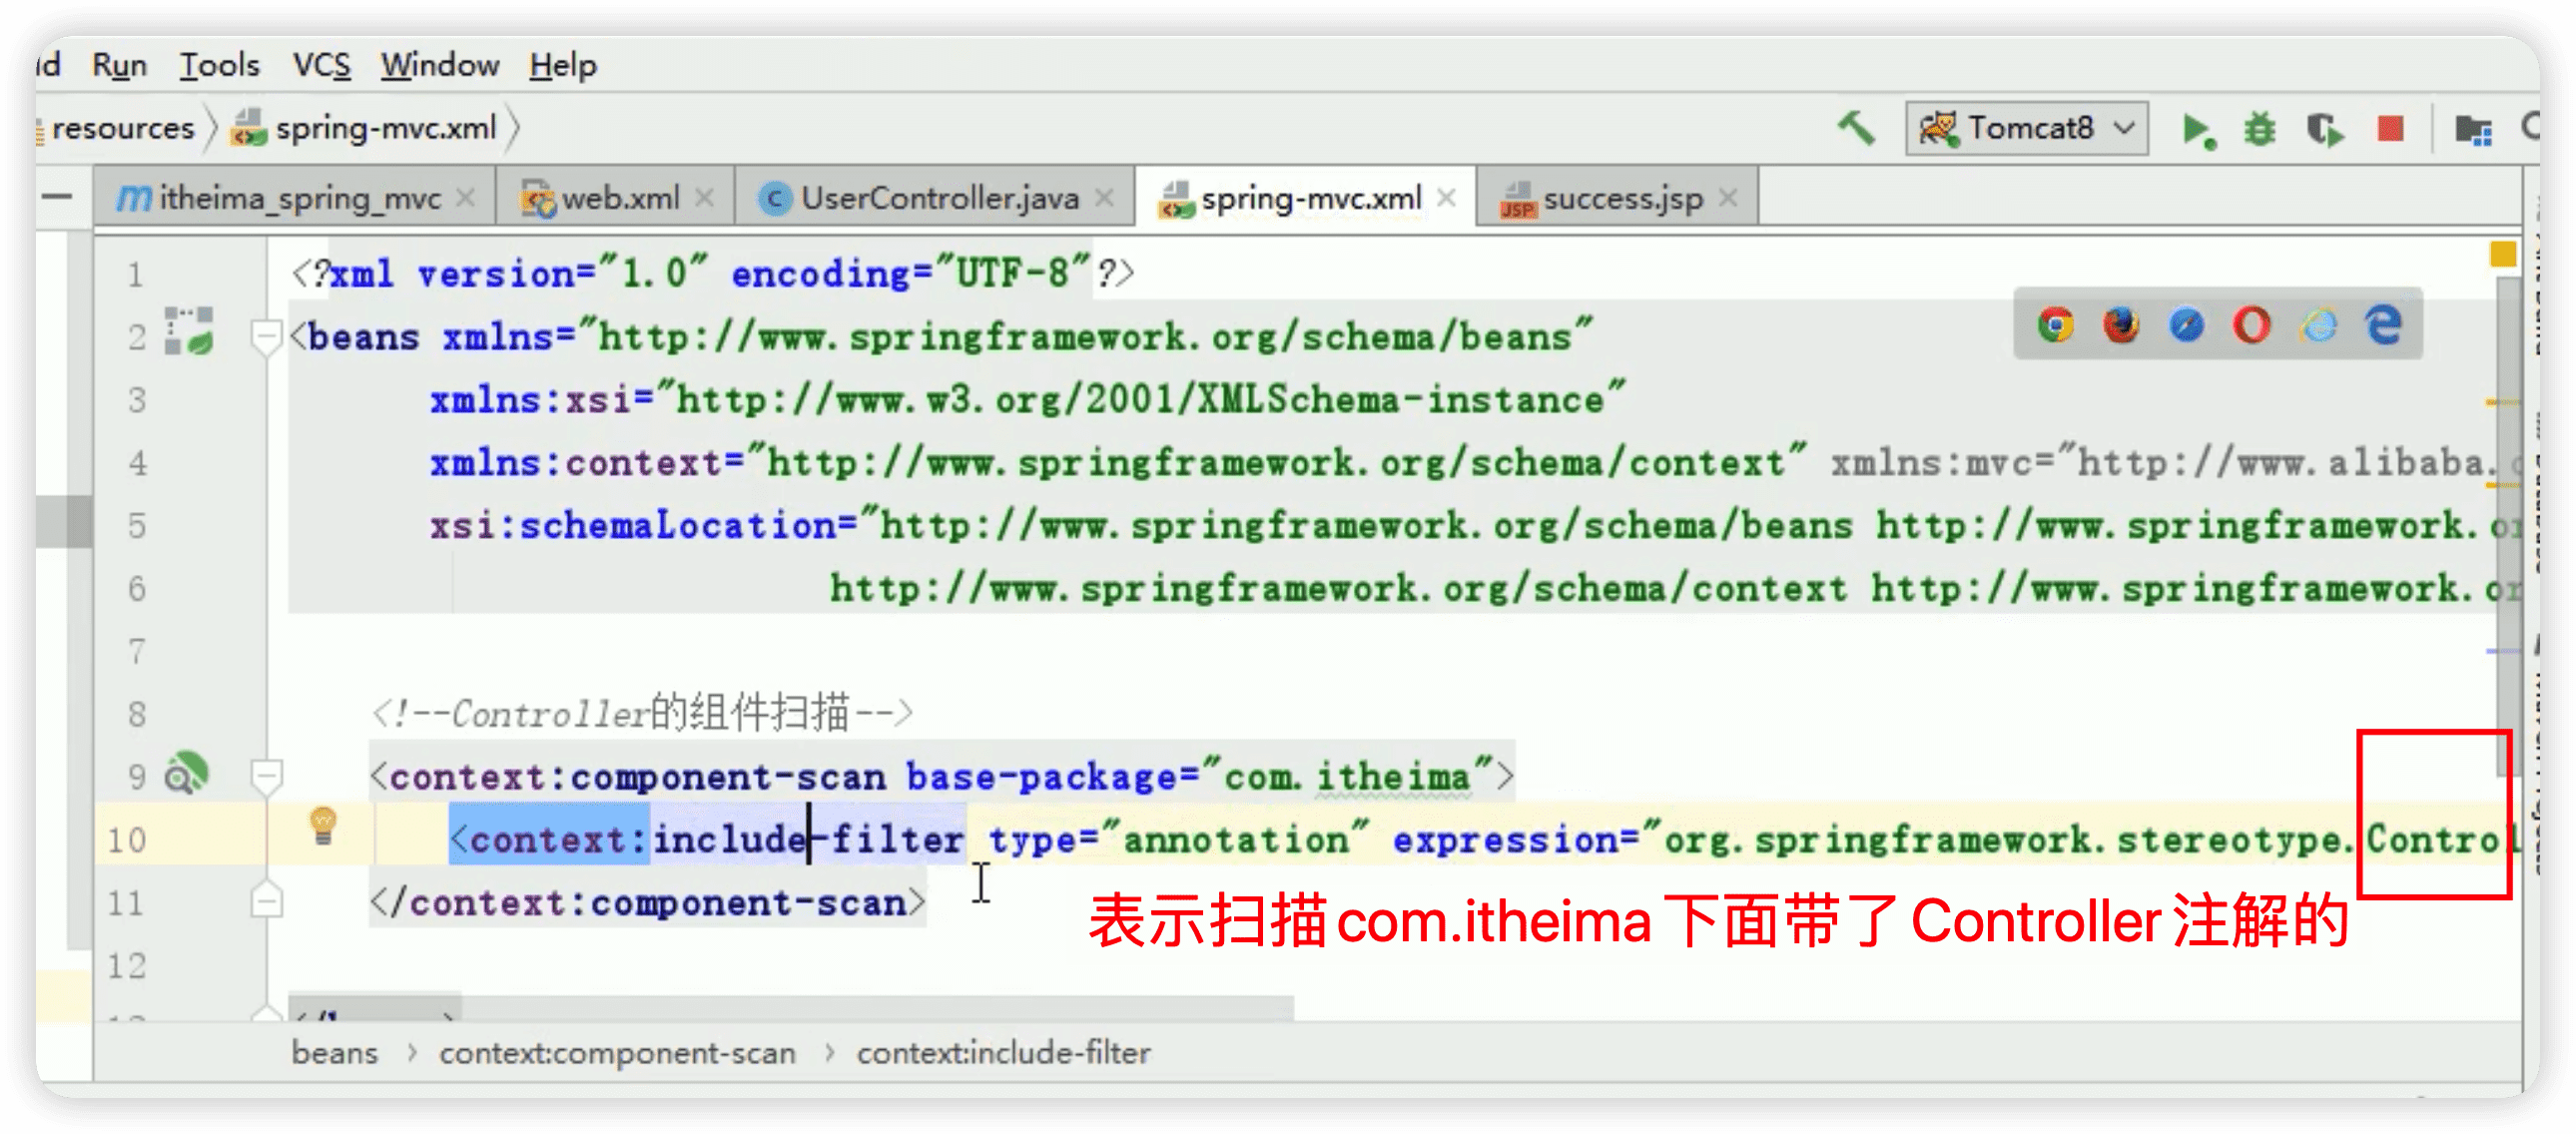 Run Tools VCS Window Help
resources spring-mvc.xml Tomcat8
itheima_spring_mvc web.xml UserController.java spring-mvc.xml success.jsp
1 <?xml version="1.0" encoding="UTF-8"?>
2 <beans xmlns="http://www.springframework.org/schema/beans"
3 xmlns:xsi="http://www.w3.org/2001/XMLSchema-instance"
4 xmlns:context="http://www.springframework.org/schema/context" xmlns:mvc="http://www.alibaba.
5 xsi:schemaLocation="http://www.springframework.org/schema/beans http://www.springframework.or
6 http://www.springframework.org/schema/context http://www.springframework.or
7
8 <!--Controller的组件扫描-->
9 <context:component-scan base-package="com.itheima">
10 <context:include-filter type="annotation" expression="org.springframework.stereotype.Control
11 </context:component-scan>
表示扫描com.itheima下面带了Controller注解的
12
beans › context:component-scan › context:include-filter